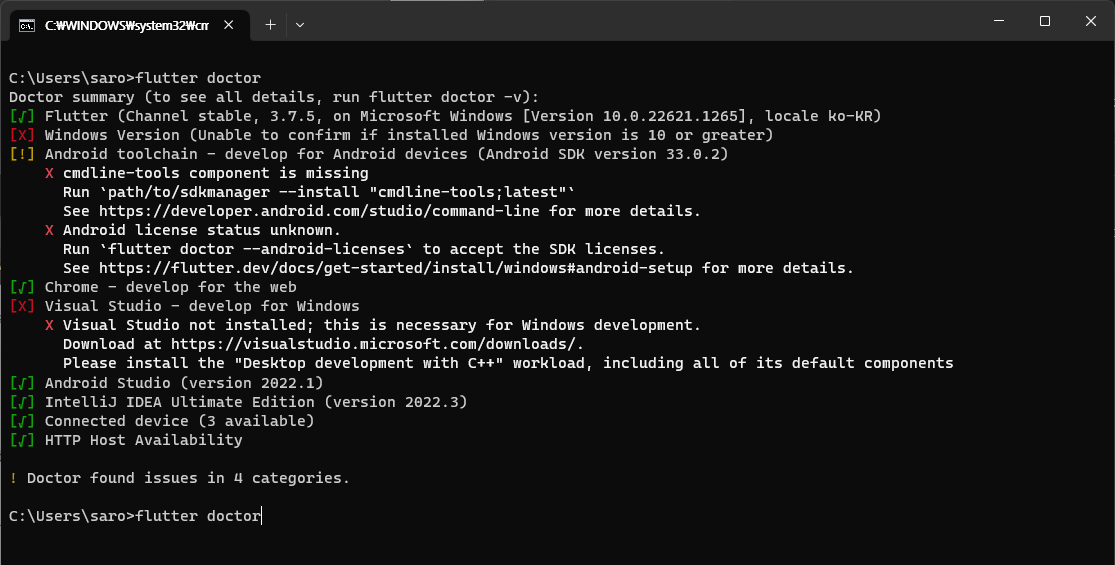 C:\WINDOWS\system32\cm
C:\Users\saro>flutter doctor
Doctor summary (to see all details, run flutter doctor -v):
[√] Flutter (Channel stable, 3.7.5, on Microsoft Windows [Version 10.0.22621.1265], locale ko-KR)
[X] Windows Version (Unable to confirm if installed Windows version is 10 or greater)
[!] Android toolchain - develop for Android devices (Android SDK version 33.0.2)
X cmdline-tools component is missing
Run `path/to/sdkmanager --install "cmdline-tools;latest"`
See https://developer.android.com/studio/command-line for more details.
X Android license status unknown.
Run `flutter doctor --android-licenses` to accept the SDK licenses.
See https://flutter.dev/docs/get-started/install/windows#android-setup for more details.
[√] Chrome - develop for the web
[X] Visual Studio - develop for Windows
X Visual Studio not installed; this is necessary for Windows development.
Download at https://visualstudio.microsoft.com/downloads/.
Please install the "Desktop development with C++" workload, including all of its default components
[√] Android Studio (version 2022.1)
[√] IntelliJ IDEA Ultimate Edition (version 2022.3)
[√] Connected device (3 available)
[√] HTTP Host Availability
! Doctor found issues in 4 categories.
C:\Users\saro>flutter doctor